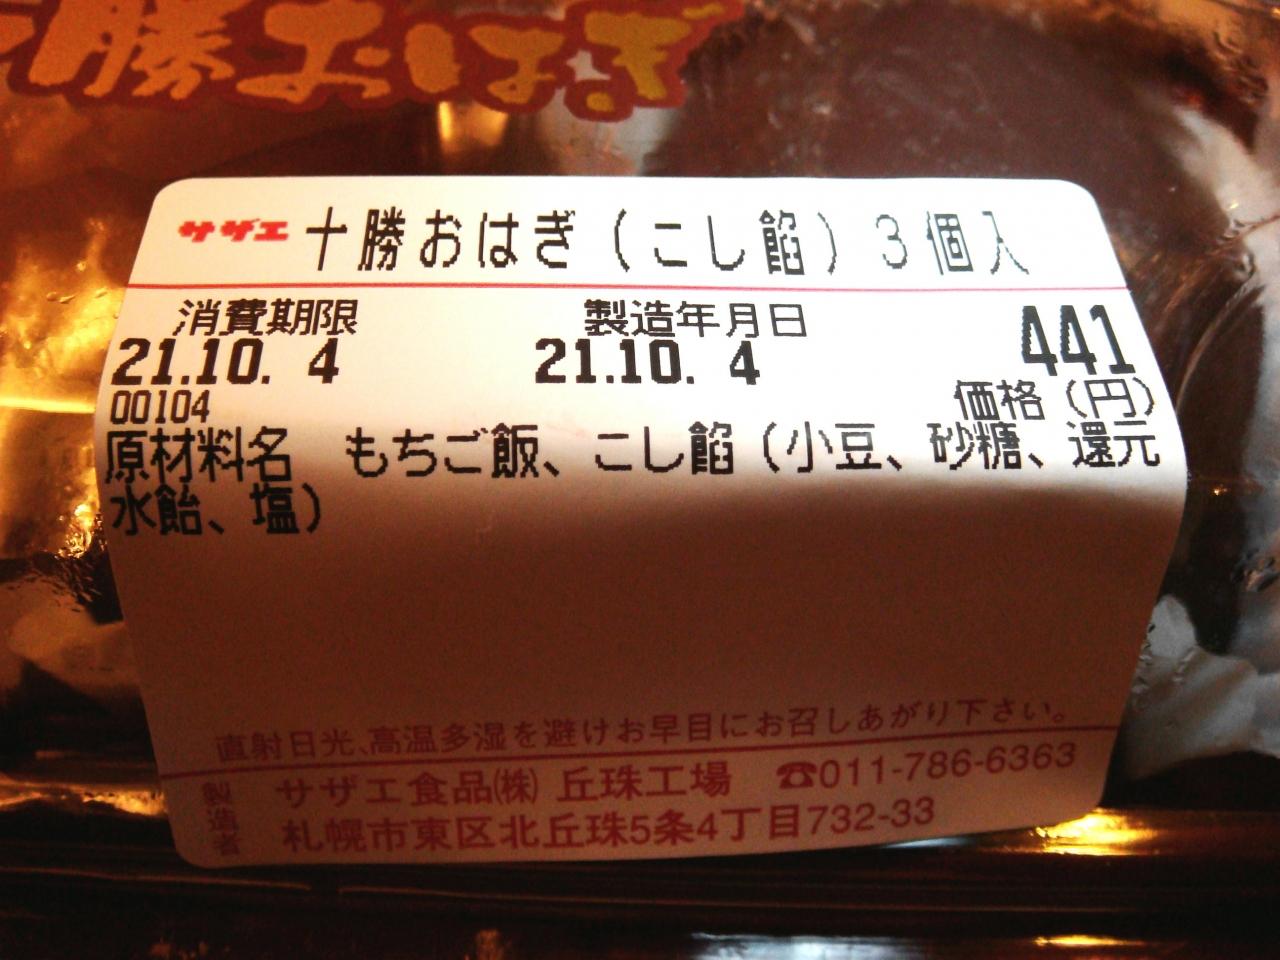 勝おはぎ
サザエ 十勝おはぎ（こし餡）3個入
消費期限 製造年月日 441
21.10. 4 21.10. 4
00104 価格（円）
原材料名 もちご飯、こし餡（小豆、砂糖、還元
水飴、塩）
直射日光、高温多湿を避けお早目にお召しあがり下さい。
製造者 サザエ食品㈱ 丘珠工場 ☎011-786-6363
札幌市東区北丘珠5条4丁目732-33